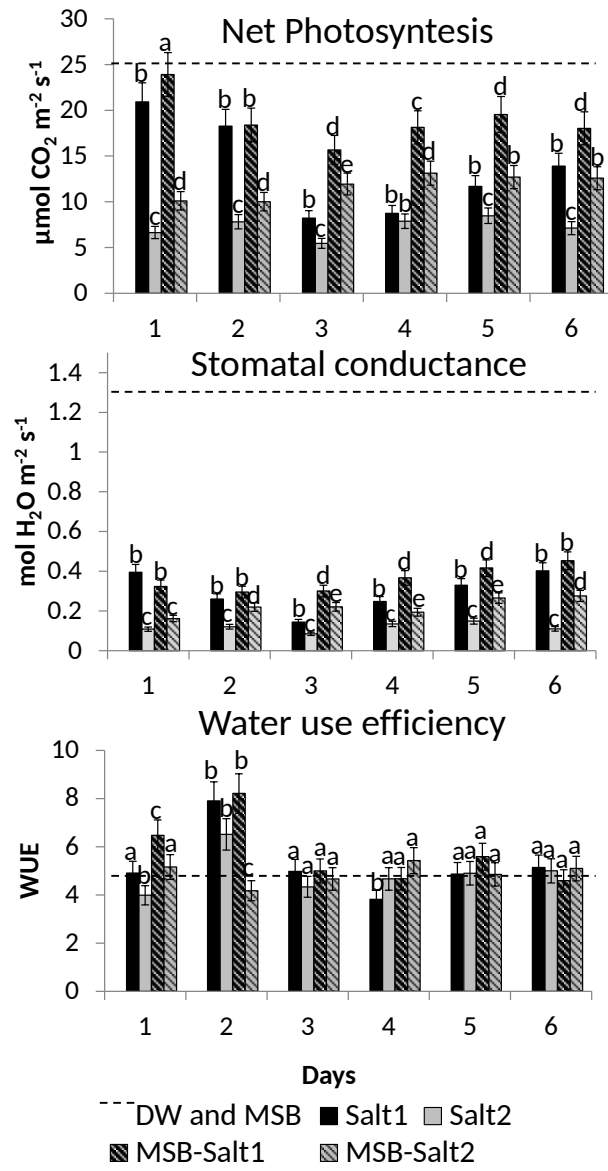 Net Photosyntesis
µmol CO2 m-2 s-1
30
25
20
15
10
5
0
b c a d
b c b d
b c d e
b b c d
b c d b
b c d b
1 2 3 4 5 6
Stomatal conductance
mol H2O m-2 s-1
1.4
1.2
1
0.8
0.6
0.4
0.2
0
b c b c
b c b d
b c d e
b c d e
b c d e
b c b d
1 2 3 4 5 6
Water use efficiency
WUE
10
8
6
4
2
0
a b c a
b b b c
a a a a
b a a a
a a a a
a a a a
1 2 3 4 5 6
Days
DW and MSB Salt1 Salt2
MSB-Salt1 MSB-Salt2